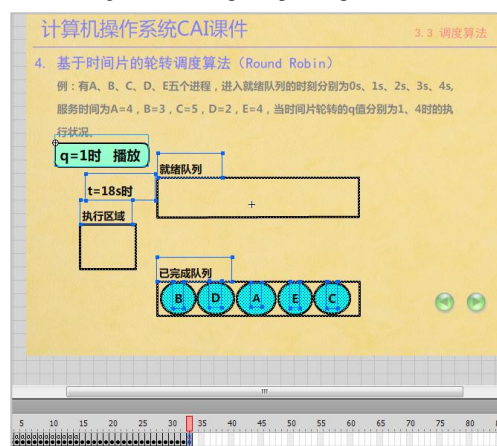 计算机操作系统CAI课件
3.3 调度算法
4. 基于时间片的轮转调度算法（Round Robin）
例：有A、B、C、D、E五个进程，进入就绪队列的时刻分别为0s、1s、2s、3s、4s,
服务时间为A=4，B=3，C=5，D=2，E=4，当时间片轮转的q值分别为1、4时的执
行状况。
q=1时 播放
就绪队列
t=18s时
执行区域
已完成队列
B D A E C
5 10 15 20 25 30 35 40 45 50 55 60 65 70 75 80